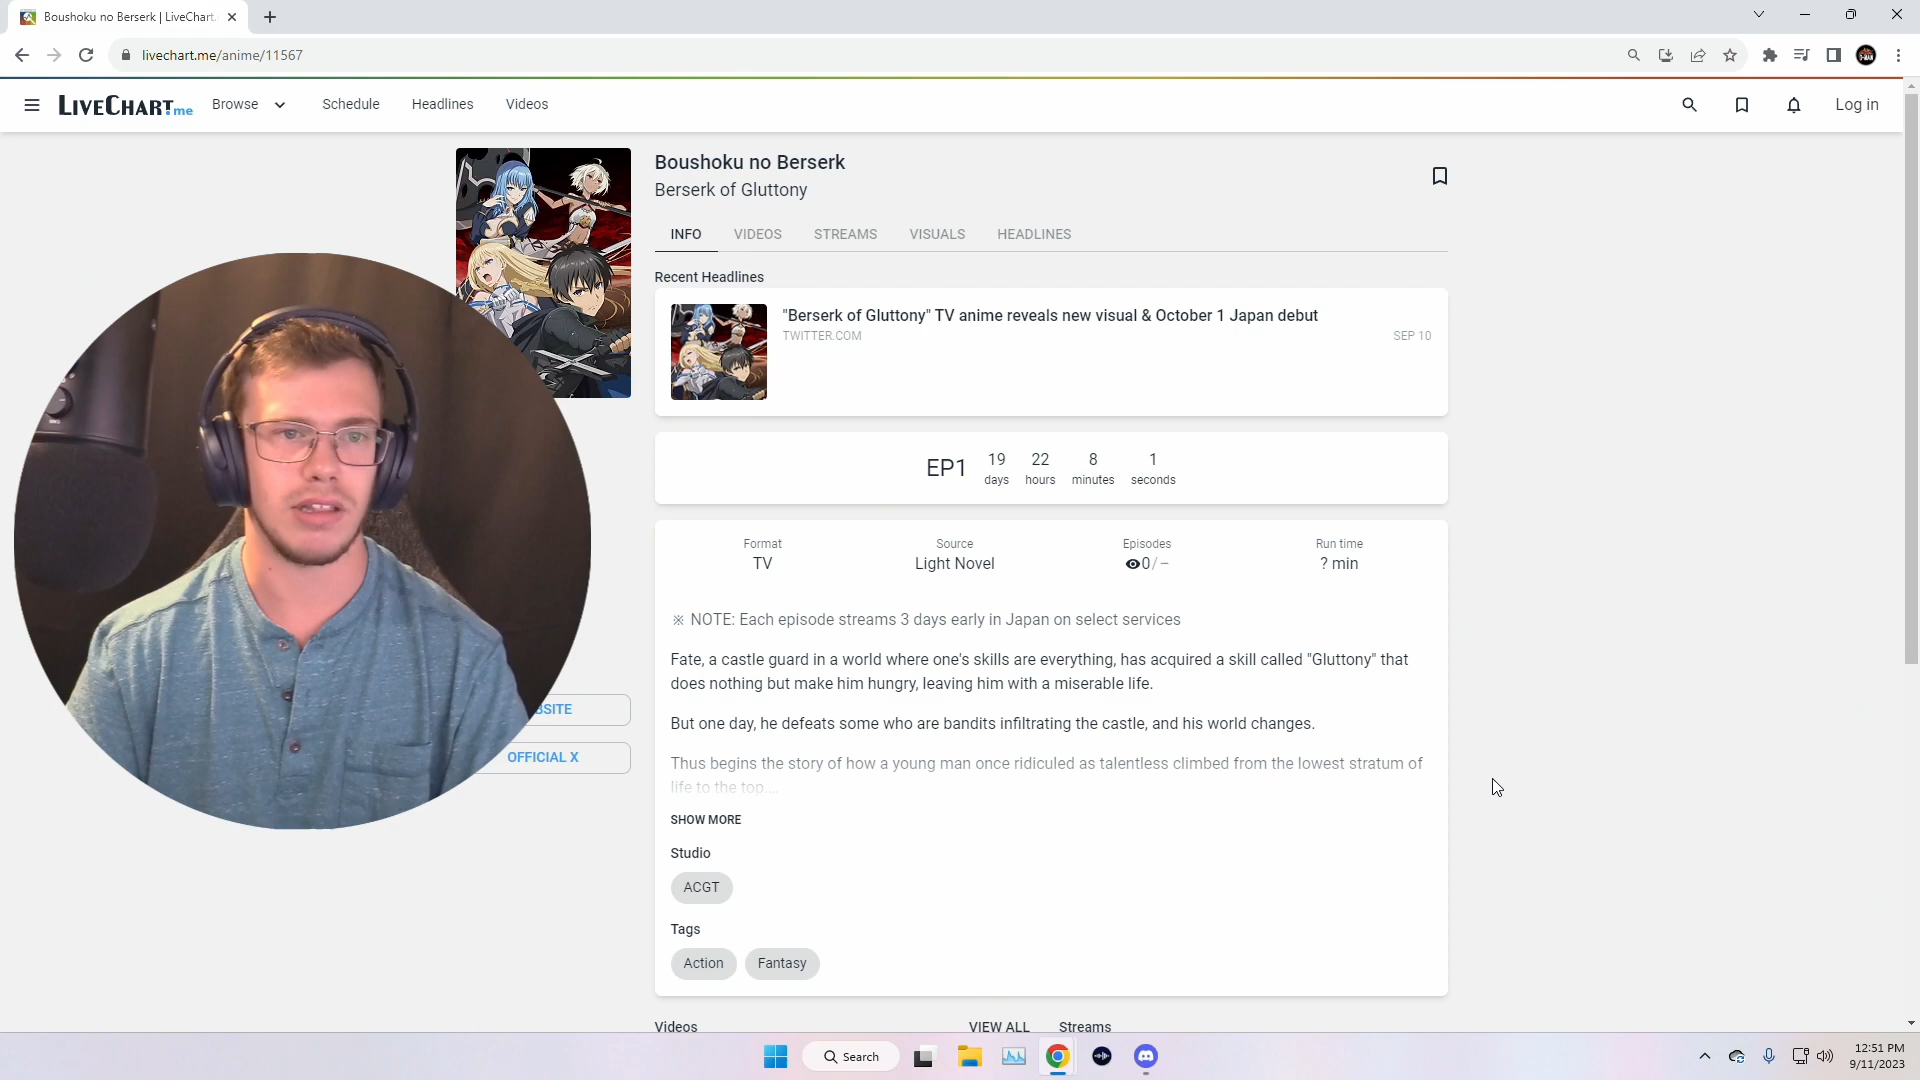 Boushoku no Berserk | LiveChart.
livechart.me/anime/11567
LIVECHART.me
Browse
Schedule
Headlines
Videos
Log in
Boushoku no Berserk
Berserk of Gluttony
INFO
VIDEOS
STREAMS
VISUALS
HEADLINES
Recent Headlines
"Berserk of Gluttony" TV anime reveals new visual & October 1 Japan debut
TWITTER.COM
SEP 10
EP1
19 22 8 1
days hours minutes seconds
Format Source Episodes Run time
TV Light Novel 0/– ? min
※ NOTE: Each episode streams 3 days early in Japan on select services
Fate, a castle guard in a world where one's skills are everything, has acquired a skill called "Gluttony" that
does nothing but make him hungry, leaving him with a miserable life.
But one day, he defeats some who are bandits infiltrating the castle, and his world changes.
Thus begins the story of how a young man once ridiculed as talentless climbed from the lowest stratum of
life to the top....
SHOW MORE
BSITE
OFFICIAL X
Studio
ACGT
Tags
Action Fantasy
Videos
VIEW ALL
Streams
Search
12:51 PM
9/11/2023